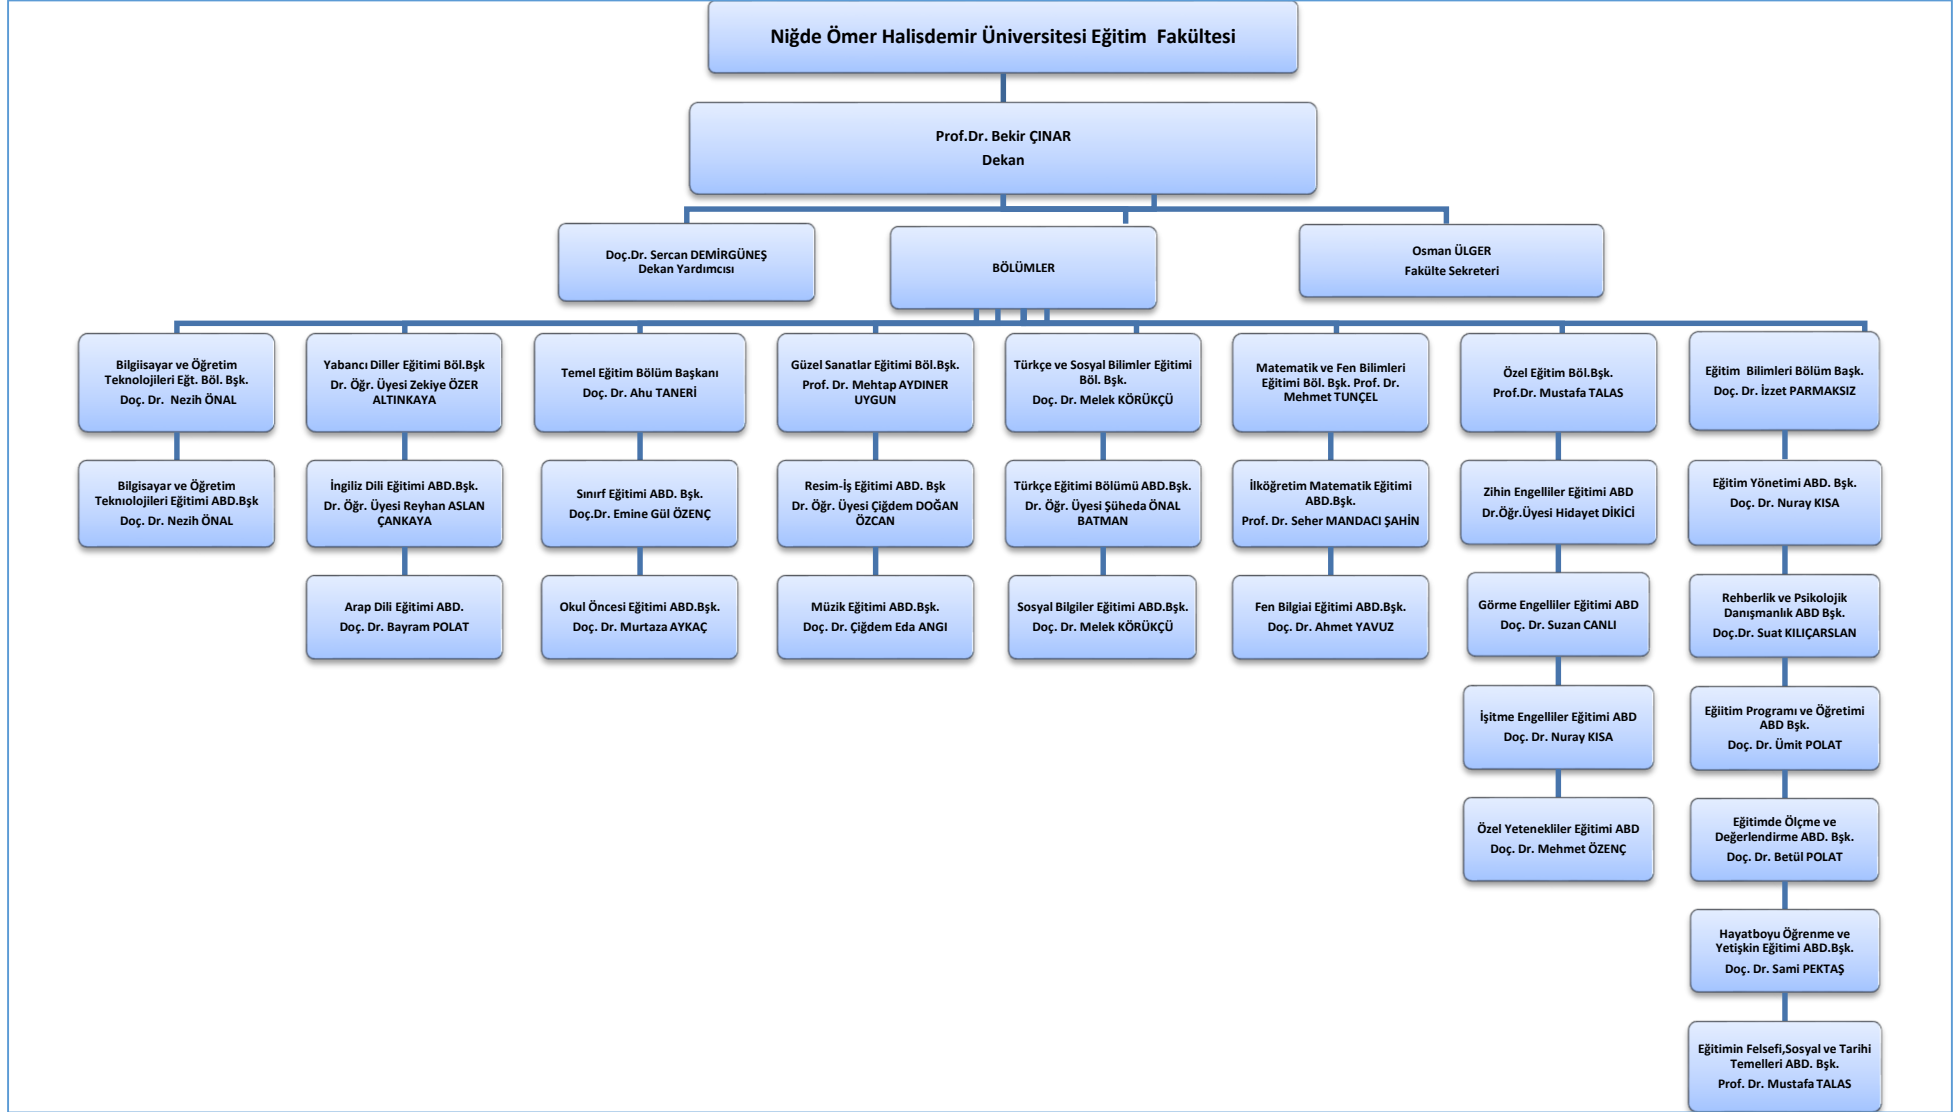 Niğde Ömer Halisdemir Üniversitesi Eğitim Fakültesi
Prof.Dr. Bekir ÇINAR
Dekan
Doç.Dr. Sercan DEMİRGÜNEŞ
Dekan Yardımcısı
BÖLÜMLER
Osman ÜLGER
Fakülte Sekreteri
Bilgiisayar ve Öğretim
Teknolojileri Eğt. Böl. Bşk.
Doç. Dr. Nezih ÖNAL
Yabancı Diller Eğitimi Böl.Bşk
Dr. Öğr. Üyesi Zekiye ÖZER
ALTINKAYA
Temel Eğitim Bölüm Başkanı
Doç. Dr. Ahu TANERİ
Güzel Sanatlar Eğitimi Böl.Bşk.
Prof. Dr. Mehtap AYDINER
UYGUN
Türkçe ve Sosyal Bilimler Eğitimi
Böl. Bşk.
Doç. Dr. Melek KÖRÜKÇÜ
Matematik ve Fen Bilimleri
Eğitimi Böl. Bşk. Prof. Dr.
Mehmet TUNÇEL
Özel Eğitim Böl.Bşk.
Prof.Dr. Mustafa TALAS
Eğitim Bilimleri Bölüm Başk.
Doç. Dr. İzzet PARMAKSIZ
Bilgisayar ve Öğretim
Teknıolojileri Eğitimi ABD.Bşk
Doç. Dr. Nezih ÖNAL
İngiliz Dili Eğitimi ABD.Bşk.
Dr. Öğr. Üyesi Reyhan ASLAN
ÇANKAYA
Sınırf Eğitimi ABD. Bşk.
Doç.Dr. Emine Gül ÖZENÇ
Resim-İş Eğitimi ABD. Bşk
Dr. Öğr. Üyesi Çiğdem DOĞAN
ÖZCAN
Türkçe Eğitimi Bölümü ABD.Bşk.
Dr. Öğr. Üyesi Şüheda ÖNAL
BATMAN
İlköğretim Matematik Eğitimi
ABD.Bşk.
Prof. Dr. Seher MANDACI ŞAHİN
Zihin Engelliler Eğitimi ABD
Dr.Öğr.Üyesi Hidayet DİKİCİ
Eğitim Yönetimi ABD. Bşk.
Doç. Dr. Nuray KISA
Arap Dili Eğitimi ABD.
Doç. Dr. Bayram POLAT
Okul Öncesi Eğitimi ABD.Bşk.
Doç. Dr. Murtaza AYKAÇ
Müzik Eğitimi ABD.Bşk.
Doç. Dr. Çiğdem Eda ANGI
Sosyal Bilgiler Eğitimi ABD.Bşk.
Doç. Dr. Melek KÖRÜKÇÜ
Fen Bilgiai Eğitimi ABD.Bşk.
Doç. Dr. Ahmet YAVUZ
Görme Engelliler Eğitimi ABD
Doç. Dr. Suzan CANLI
Rehberlik ve Psikolojik
Danışmanlık ABD Bşk.
Doç.Dr. Suat KILIÇARSLAN
İşitme Engelliler Eğitimi ABD
Doç. Dr. Nuray KISA
Eğiitim Programı ve Öğretimi
ABD Bşk.
Doç. Dr. Ümit POLAT
Özel Yetenekliler Eğitimi ABD
Doç. Dr. Mehmet ÖZENÇ
Eğitimde Ölçme ve
Değerlendirme ABD. Bşk.
Doç. Dr. Betül POLAT
Hayatboyu Öğrenme ve
Yetişkin Eğitimi ABD.Bşk.
Doç. Dr. Sami PEKTAŞ
Eğitimin Felsefi,Sosyal ve Tarihi
Temelleri ABD. Bşk.
Prof. Dr. Mustafa TALAS